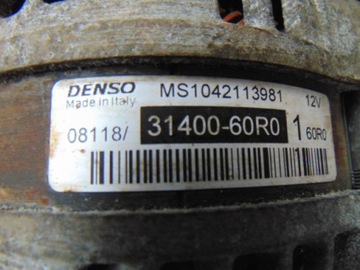 DENSO MS1042113981 12V
Made in Italy
08118/ 31400-60R0 1 60R0